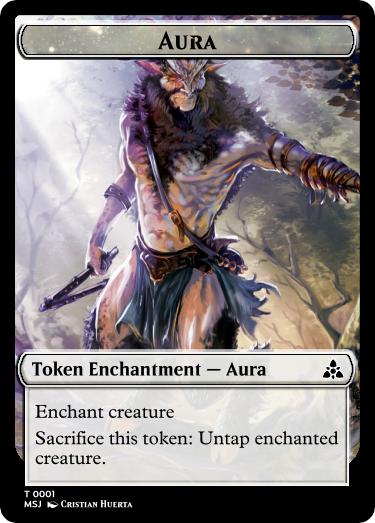 Aura
Token Enchantment — Aura
Enchant creature
Sacrifice this token: Untap enchanted
creature.
T 0001
MSJ Cristian Huerta